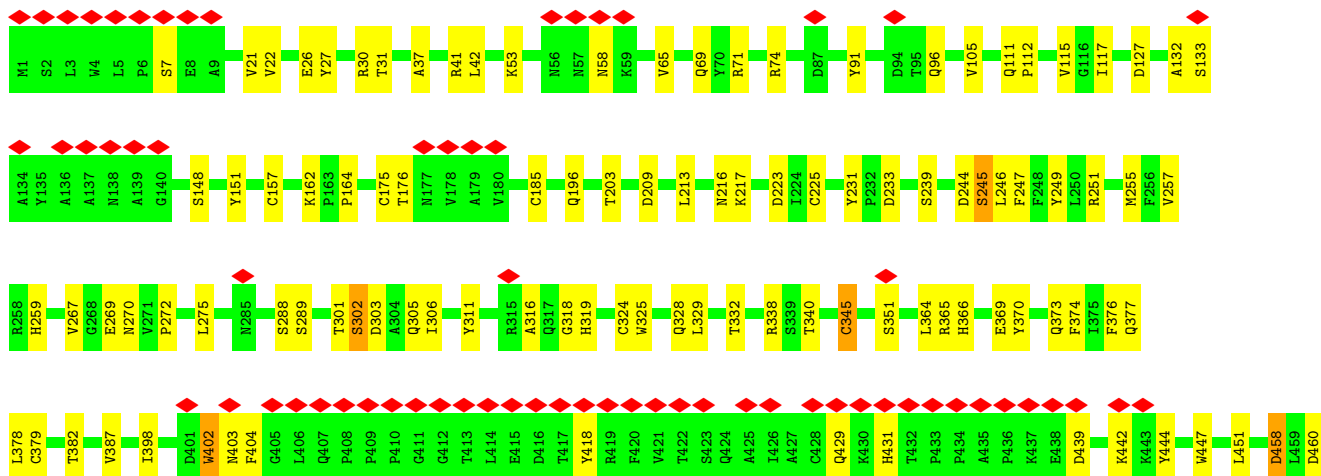 M1 S2 L3 W4 L5 P6 S7 E8 A9 V21 V22 E26 Y27 R30 T31 A37 R41 L42 K53 N56 N57 N58 K59 V65 Q69 Y70 R71 R74 D87 Y91 D94 T95 Q96 V105 Q111 P112 V115 G116 I117 D127 A132 S133
A134 Y135 A136 A137 N138 A139 G140 S148 Y151 C157 K162 P163 P164 C175 T176 N177 V178 A179 V180 C185 Q196 T203 D209 L213 N216 K217 D223 I224 C225 Y231 P232 D233 S239 D244 S245 L246 F247 F248 Y249 L250 R251 M255 F256 V257
R258 H259 V267 G268 E269 N270 V271 P272 L275 N285 S288 S289 T301 S302 D303 A304 Q305 I306 Y311 R315 A316 Q317 G318 H319 C324 W325 Q328 L329 T332 R338 S339 T340 C345 S351 L364 R365 H366 E369 Y370 Q373 F374 I375 F376 Q377
L378 C379 T382 V387 I398 D401 W402 N403 F404 G405 L406 Q407 P408 P409 P410 G411 G412 T413 L414 E415 D416 T417 Y418 R419 F420 V421 T422 S423 Q424 A425 I426 A427 C428 Q429 K430 H431 T432 P433 P434 A435 P436 K437 E438 D439 K442 K443 Y444 W447 L451 D458 L459 D460